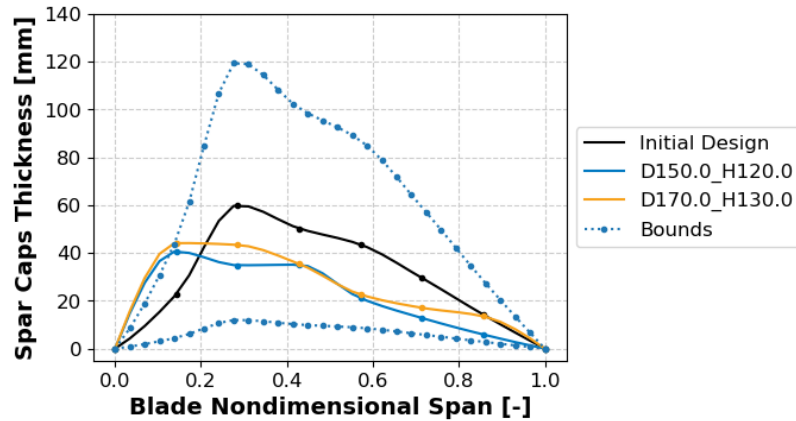 Spar Caps Thickness [mm]
140
120
100
80
60
40
20
0
0.0 0.2 0.4 0.6 0.8 1.0
Blade Nondimensional Span [-]
Initial Design
D150.0_H120.0
D170.0_H130.0
Bounds